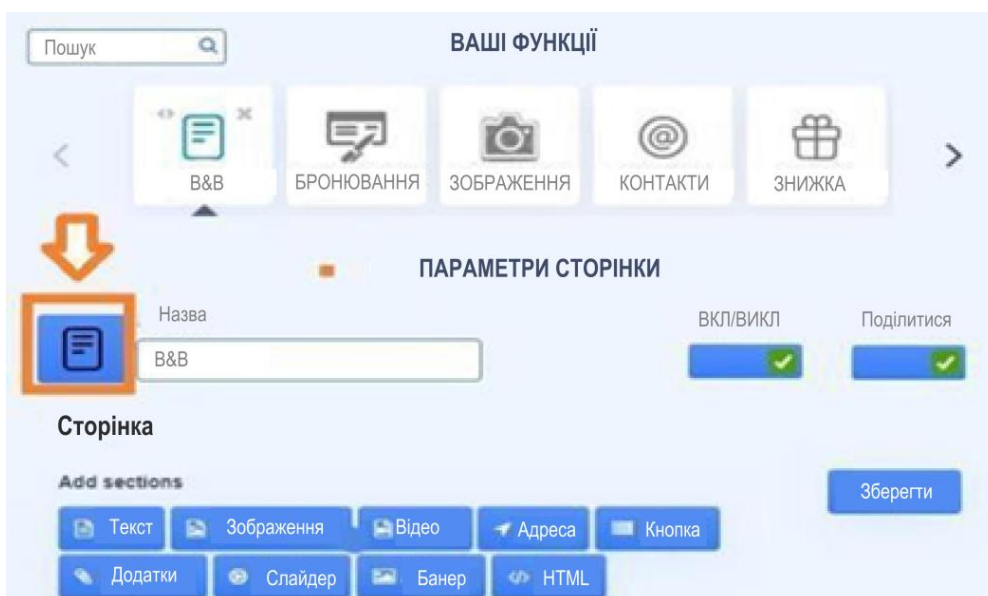 Пошук
ВАШІ ФУНКЦІЇ
B&B
БРОНЮВАННЯ
ЗОБРАЖЕННЯ
КОНТАКТИ
ЗНИЖКА
ПАРАМЕТРИ СТОРІНКИ
Назва
ВКЛ/ВИКЛ
Поділитися
B&B
Сторінка
Add sections
Зберегти
Текст
Зображення
Відео
Адреса
Кнопка
Додатки
Слайдер
Банер
HTML